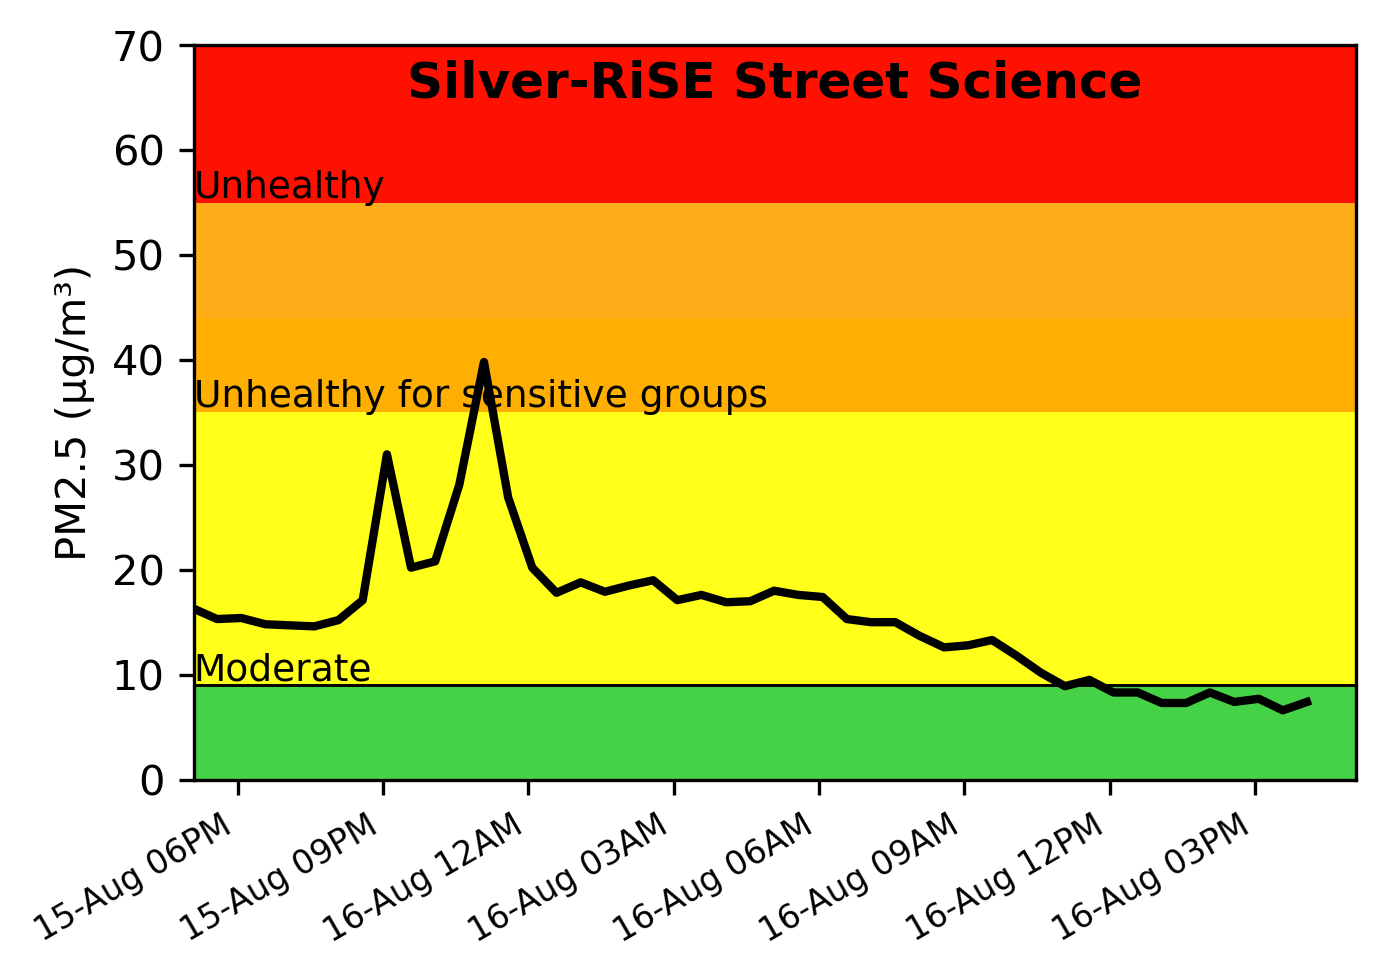 Silver-RiSE Street Science
PM2.5 (µg/m³)
70
60
Unhealthy
50
40
Unhealthy for sensitive groups
30
20
Moderate
10
0
15-Aug 06PM
15-Aug 09PM
16-Aug 12AM
16-Aug 03AM
16-Aug 06AM
16-Aug 09AM
16-Aug 12PM
16-Aug 03PM